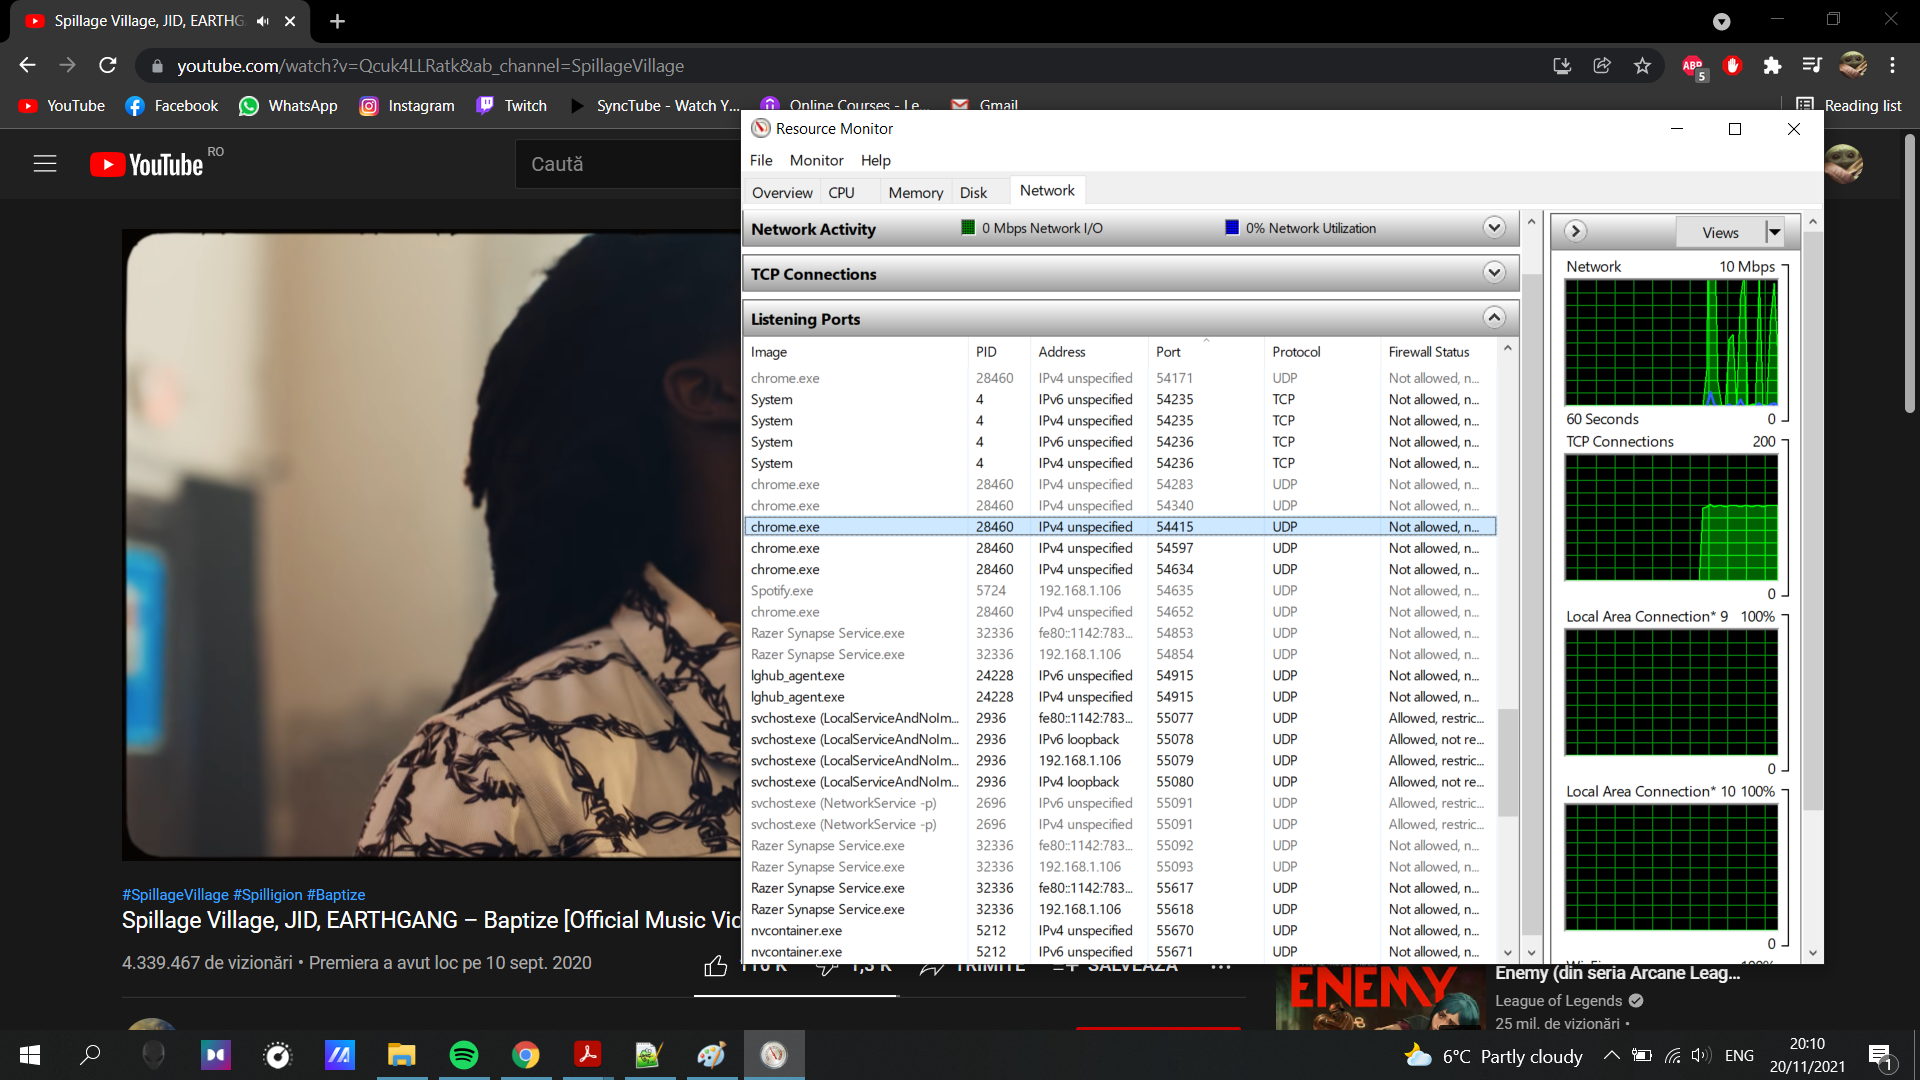 Spillage Village, JID, EARTHG
youtube.com/watch?v=Qcuk4LLRatk&ab_channel=SpillageVillage
ABP
5
YouTube
Facebook
WhatsApp
Instagram
Twitch
SyncTube - Watch Y...
Online Courses - Le...
Gmail
Reading list
YouTube RO
Caută
Resource Monitor
File Monitor Help
Overview CPU Memory Disk Network
Network Activity 0 Mbps Network I/O 0% Network Utilization
TCP Connections
Listening Ports
Image PID Address Port Protocol Firewall Status
chrome.exe 28460 IPv4 unspecified 54171 UDP Not allowed, n...
System 4 IPv6 unspecified 54235 TCP Not allowed, n...
System 4 IPv4 unspecified 54235 TCP Not allowed, n...
System 4 IPv6 unspecified 54236 TCP Not allowed, n...
System 4 IPv4 unspecified 54236 TCP Not allowed, n...
chrome.exe 28460 IPv4 unspecified 54283 UDP Not allowed, n...
chrome.exe 28460 IPv4 unspecified 54340 UDP Not allowed, n...
chrome.exe 28460 IPv4 unspecified 54415 UDP Not allowed, n...
chrome.exe 28460 IPv4 unspecified 54597 UDP Not allowed, n...
chrome.exe 28460 IPv4 unspecified 54634 UDP Not allowed, n...
Spotify.exe 5724 192.168.1.106 54635 UDP Not allowed, n...
chrome.exe 28460 IPv4 unspecified 54652 UDP Not allowed, n...
Razer Synapse Service.exe 32336 fe80::1142:783... 54853 UDP Not allowed, n...
Razer Synapse Service.exe 32336 192.168.1.106 54854 UDP Not allowed, n...
lghub_agent.exe 24228 IPv6 unspecified 54915 UDP Not allowed, n...
lghub_agent.exe 24228 IPv4 unspecified 54915 UDP Not allowed, n...
svchost.exe (LocalServiceAndNoIm... 2936 fe80::1142:783... 55077 UDP Allowed, restric...
svchost.exe (LocalServiceAndNoIm... 2936 IPv6 loopback 55078 UDP Allowed, not re...
svchost.exe (LocalServiceAndNoIm... 2936 192.168.1.106 55079 UDP Allowed, restric...
svchost.exe (LocalServiceAndNoIm... 2936 IPv4 loopback 55080 UDP Allowed, not re...
svchost.exe (NetworkService -p) 2696 IPv6 unspecified 55091 UDP Allowed, restric...
svchost.exe (NetworkService -p) 2696 IPv4 unspecified 55091 UDP Allowed, restric...
Razer Synapse Service.exe 32336 fe80::1142:783... 55092 UDP Not allowed, n...
Razer Synapse Service.exe 32336 192.168.1.106 55093 UDP Not allowed, n...
Razer Synapse Service.exe 32336 fe80::1142:783... 55617 UDP Not allowed, n...
Razer Synapse Service.exe 32336 192.168.1.106 55618 UDP Not allowed, n...
nvcontainer.exe 5212 IPv4 unspecified 55670 UDP Not allowed, n...
nvcontainer.exe 5212 IPv6 unspecified 55671 UDP Not allowed, n...
Views
Network 10 Mbps
60 Seconds 0
TCP Connections 200
0
Local Area Connection* 9 100%
0
Local Area Connection* 10 100%
0
#SpillageVillage #Spilligion #Baptize
Spillage Village, JID, EARTHGANG – Baptize [Official Music Vid
4.339.467 de vizionări • Premiera a avut loc pe 10 sept. 2020
TRIMITE
SALVEAZĂ
ENEMY
Enemy (din seria Arcane Leag...
League of Legends
25 mil. de vizionări •
6°C Partly cloudy
ENG
20:10
20/11/2021
1